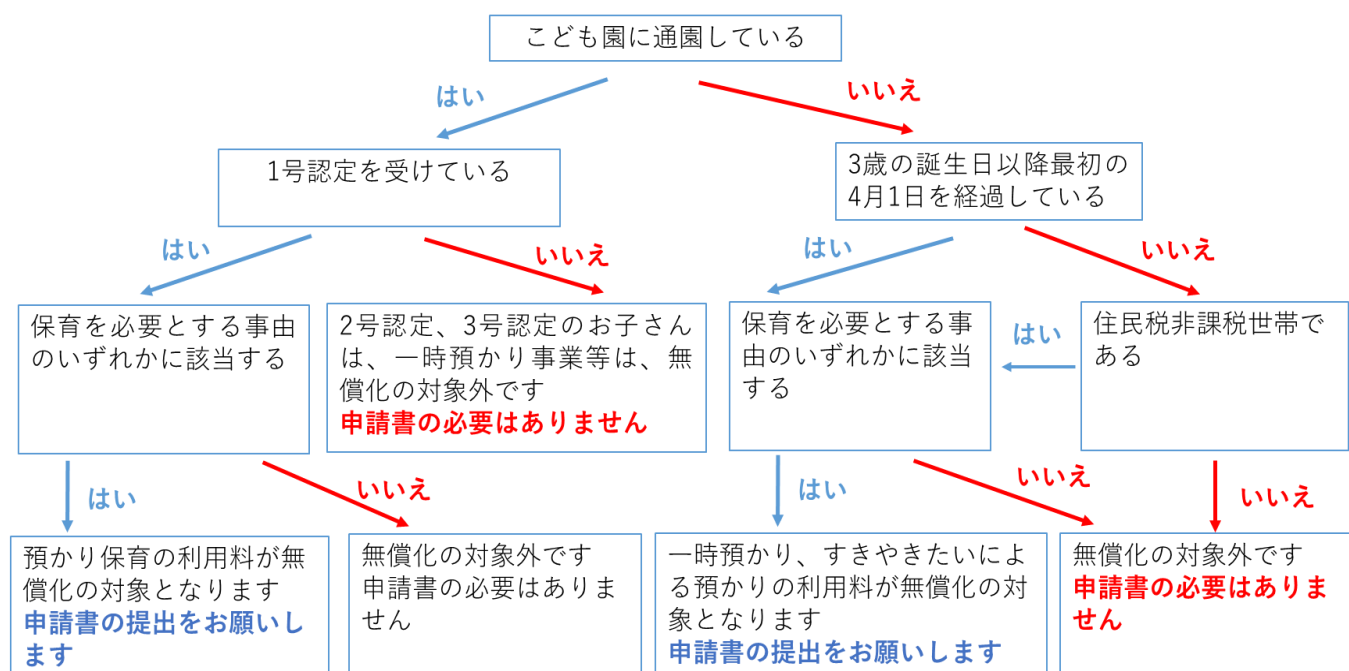 こども園に通園している
はい
いいえ
1号認定を受けている
3歳の誕生日以降最初の
4月1日を経過している
はい
いいえ
はい
いいえ
保育を必要とする事由
のいずれかに該当する
2号認定、3号認定のお子さん
は、一時預かり事業等は、無
償化の対象外です
申請書の必要はありません
保育を必要とする事
由のいずれかに該当
する
はい
住民税非課税世帯で
ある
はい
いいえ
はい
いいえ
いいえ
預かり保育の利用料が無
償化の対象となります
申請書の提出をお願いし
ます
無償化の対象外です
申請書の必要はありま
せん
一時預かり、すきやきたいによ
る預かりの利用料が無償化の対
象となります
申請書の提出をお願いします
無償化の対象外です
申請書の必要はありま
せん